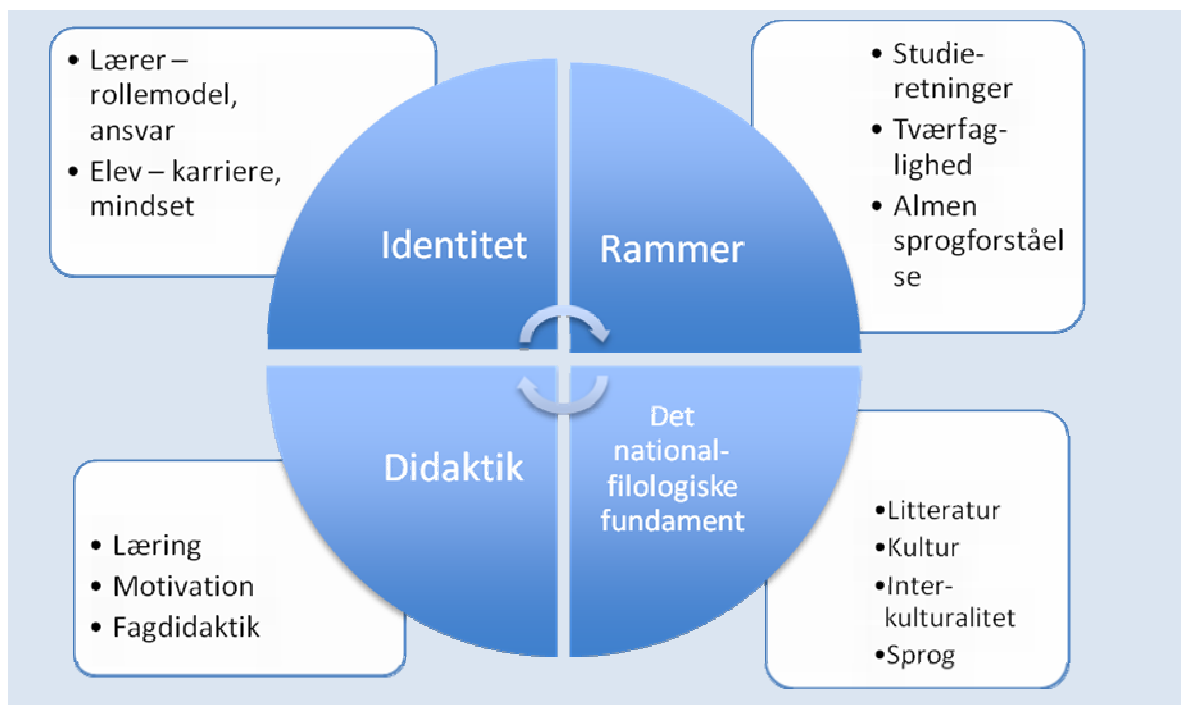 • Lærer –
rollemodel,
ansvar
• Elev – karriere,
mindset
Identitet
• Studie-
retninger
• Tværfag-
lighed
• Almen
sprogforståel
se
Rammer
• Læring
• Motivation
• Fagdidaktik
Didaktik
Det
national-
filologiske
fundament
•Litteratur
•Kultur
•Inter-
kulturalitet
•Sprog